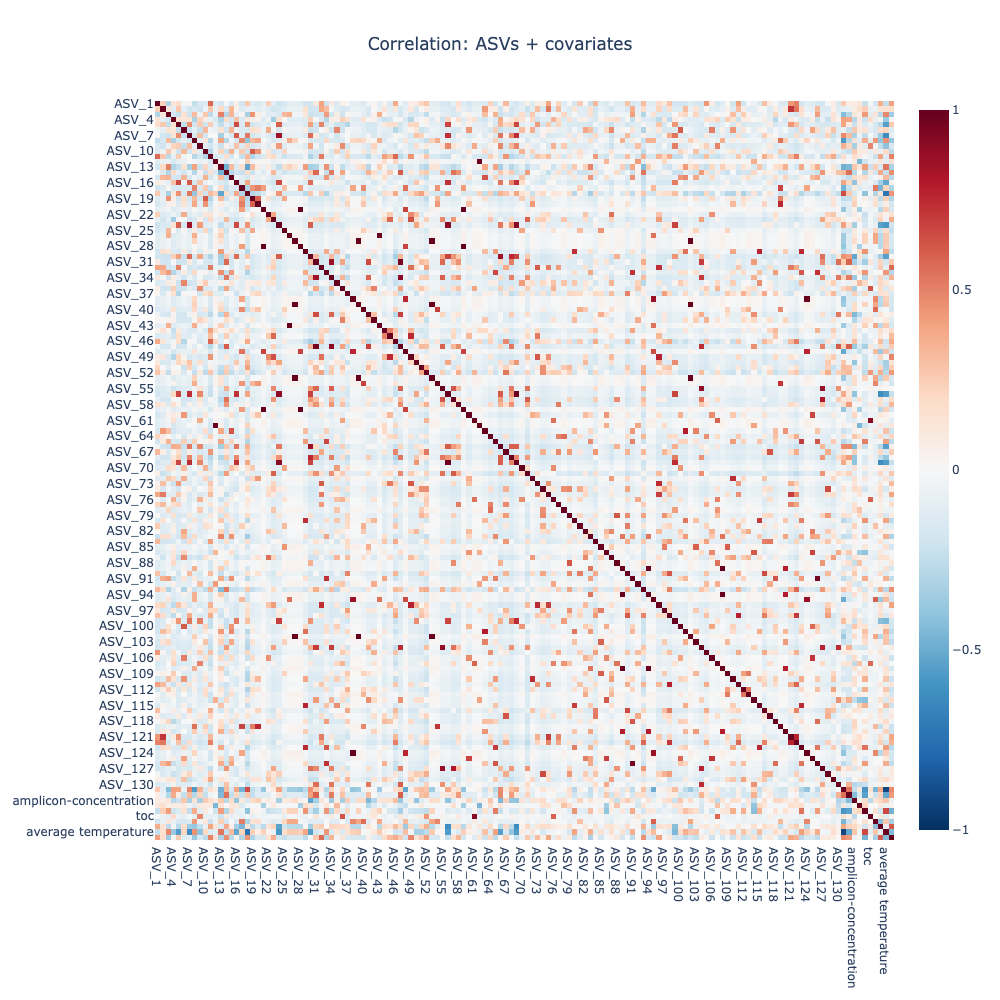 Correlation: ASVs + covariates
ASV_1
ASV_4
ASV_7
ASV_10
ASV_13
ASV_16
ASV_19
ASV_22
ASV_25
ASV_28
ASV_31
ASV_34
ASV_37
ASV_40
ASV_43
ASV_46
ASV_49
ASV_52
ASV_55
ASV_58
ASV_61
ASV_64
ASV_67
ASV_70
ASV_73
ASV_76
ASV_79
ASV_82
ASV_85
ASV_88
ASV_91
ASV_94
ASV_97
ASV_100
ASV_103
ASV_106
ASV_109
ASV_112
ASV_115
ASV_118
ASV_121
ASV_124
ASV_127
ASV_130
amplicon-concentration
toc
average temperature
ASV_1
ASV_4
ASV_7
ASV_10
ASV_13
ASV_16
ASV_19
ASV_22
ASV_25
ASV_28
ASV_31
ASV_34
ASV_37
ASV_40
ASV_43
ASV_46
ASV_49
ASV_52
ASV_55
ASV_58
ASV_61
ASV_64
ASV_67
ASV_70
ASV_73
ASV_76
ASV_79
ASV_82
ASV_85
ASV_88
ASV_91
ASV_94
ASV_97
ASV_100
ASV_103
ASV_106
ASV_109
ASV_112
ASV_115
ASV_118
ASV_121
ASV_124
ASV_127
ASV_130
amplicon-concentration
toc
average temperature
1
0.5
0
−0.5
−1